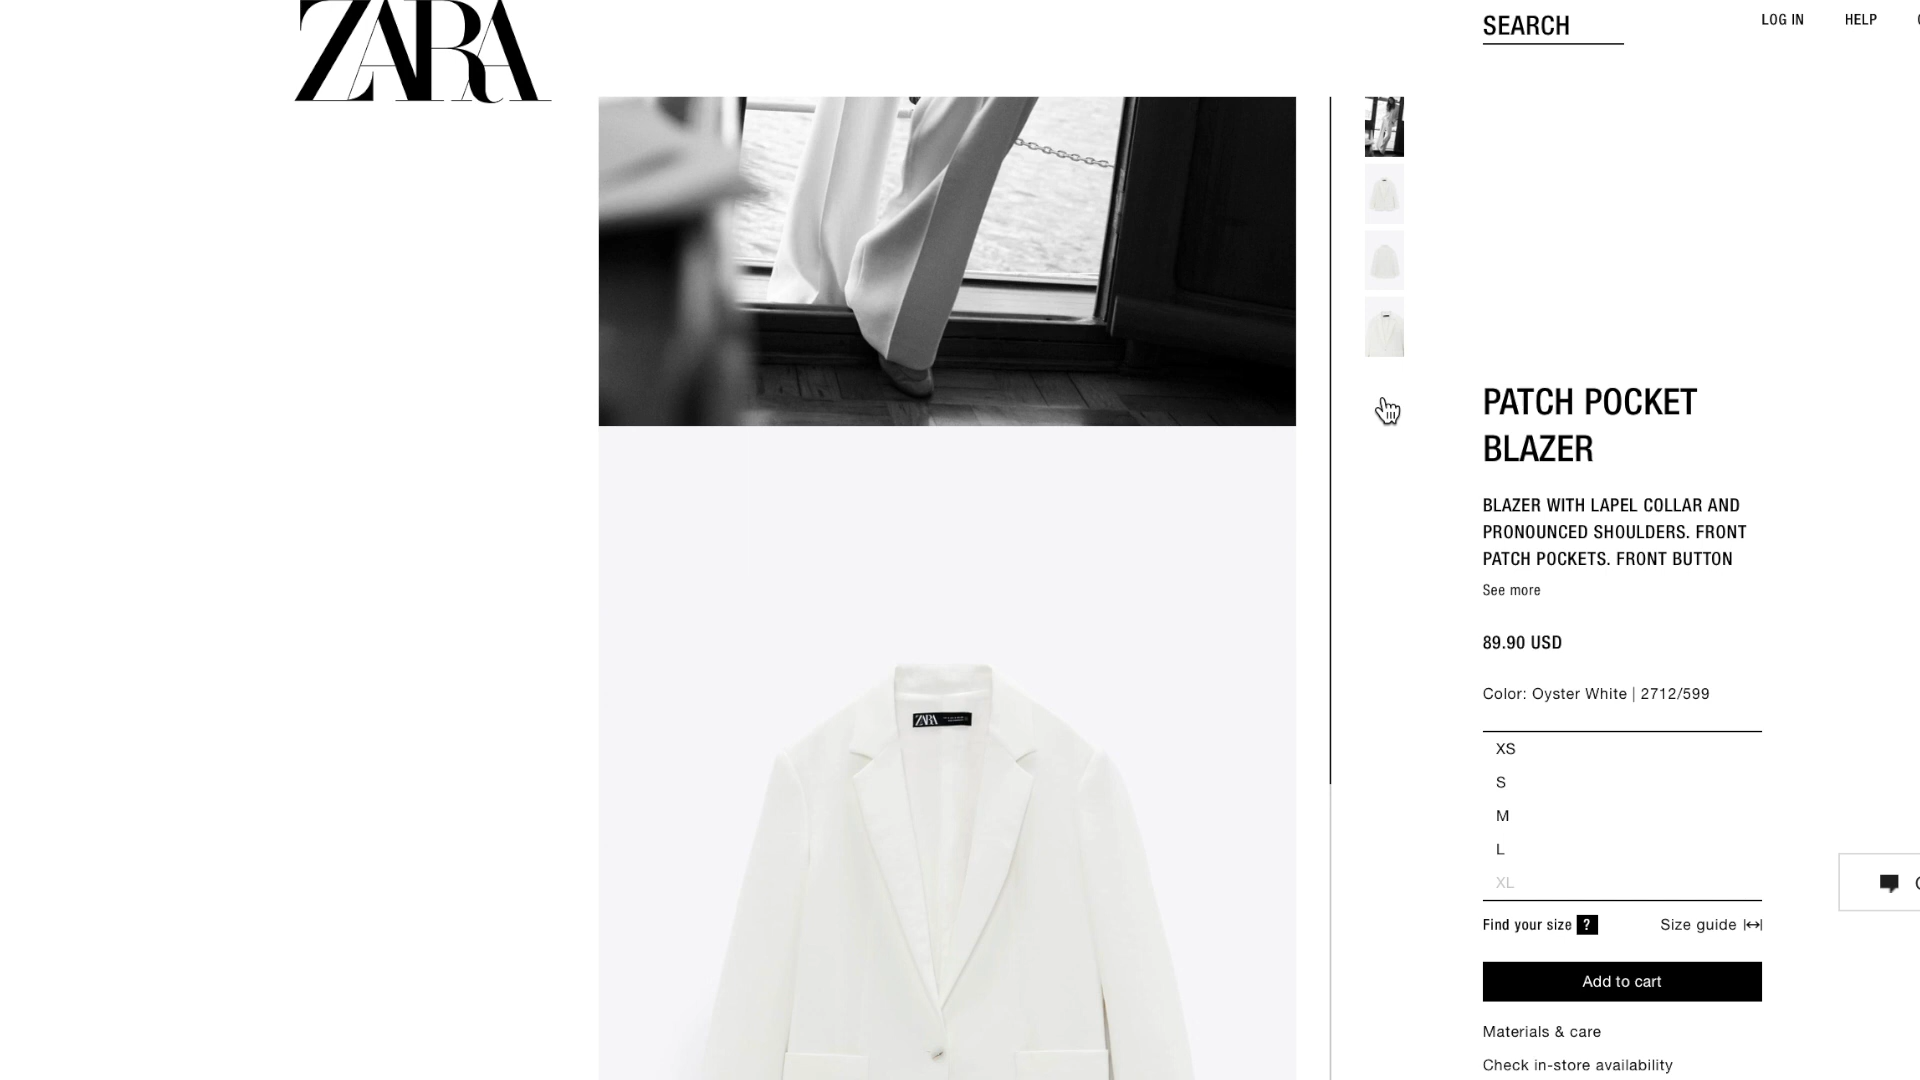 ZARA
SEARCH
LOG IN
HELP
PATCH POCKET
BLAZER
BLAZER WITH LAPEL COLLAR AND
PRONOUNCED SHOULDERS. FRONT
PATCH POCKETS. FRONT BUTTON
See more
89.90 USD
Color: Oyster White | 2712/599
ZARA
XS
S
M
L
XL
Find your size ?
Size guide
Add to cart
Materials & care
Check in-store availability